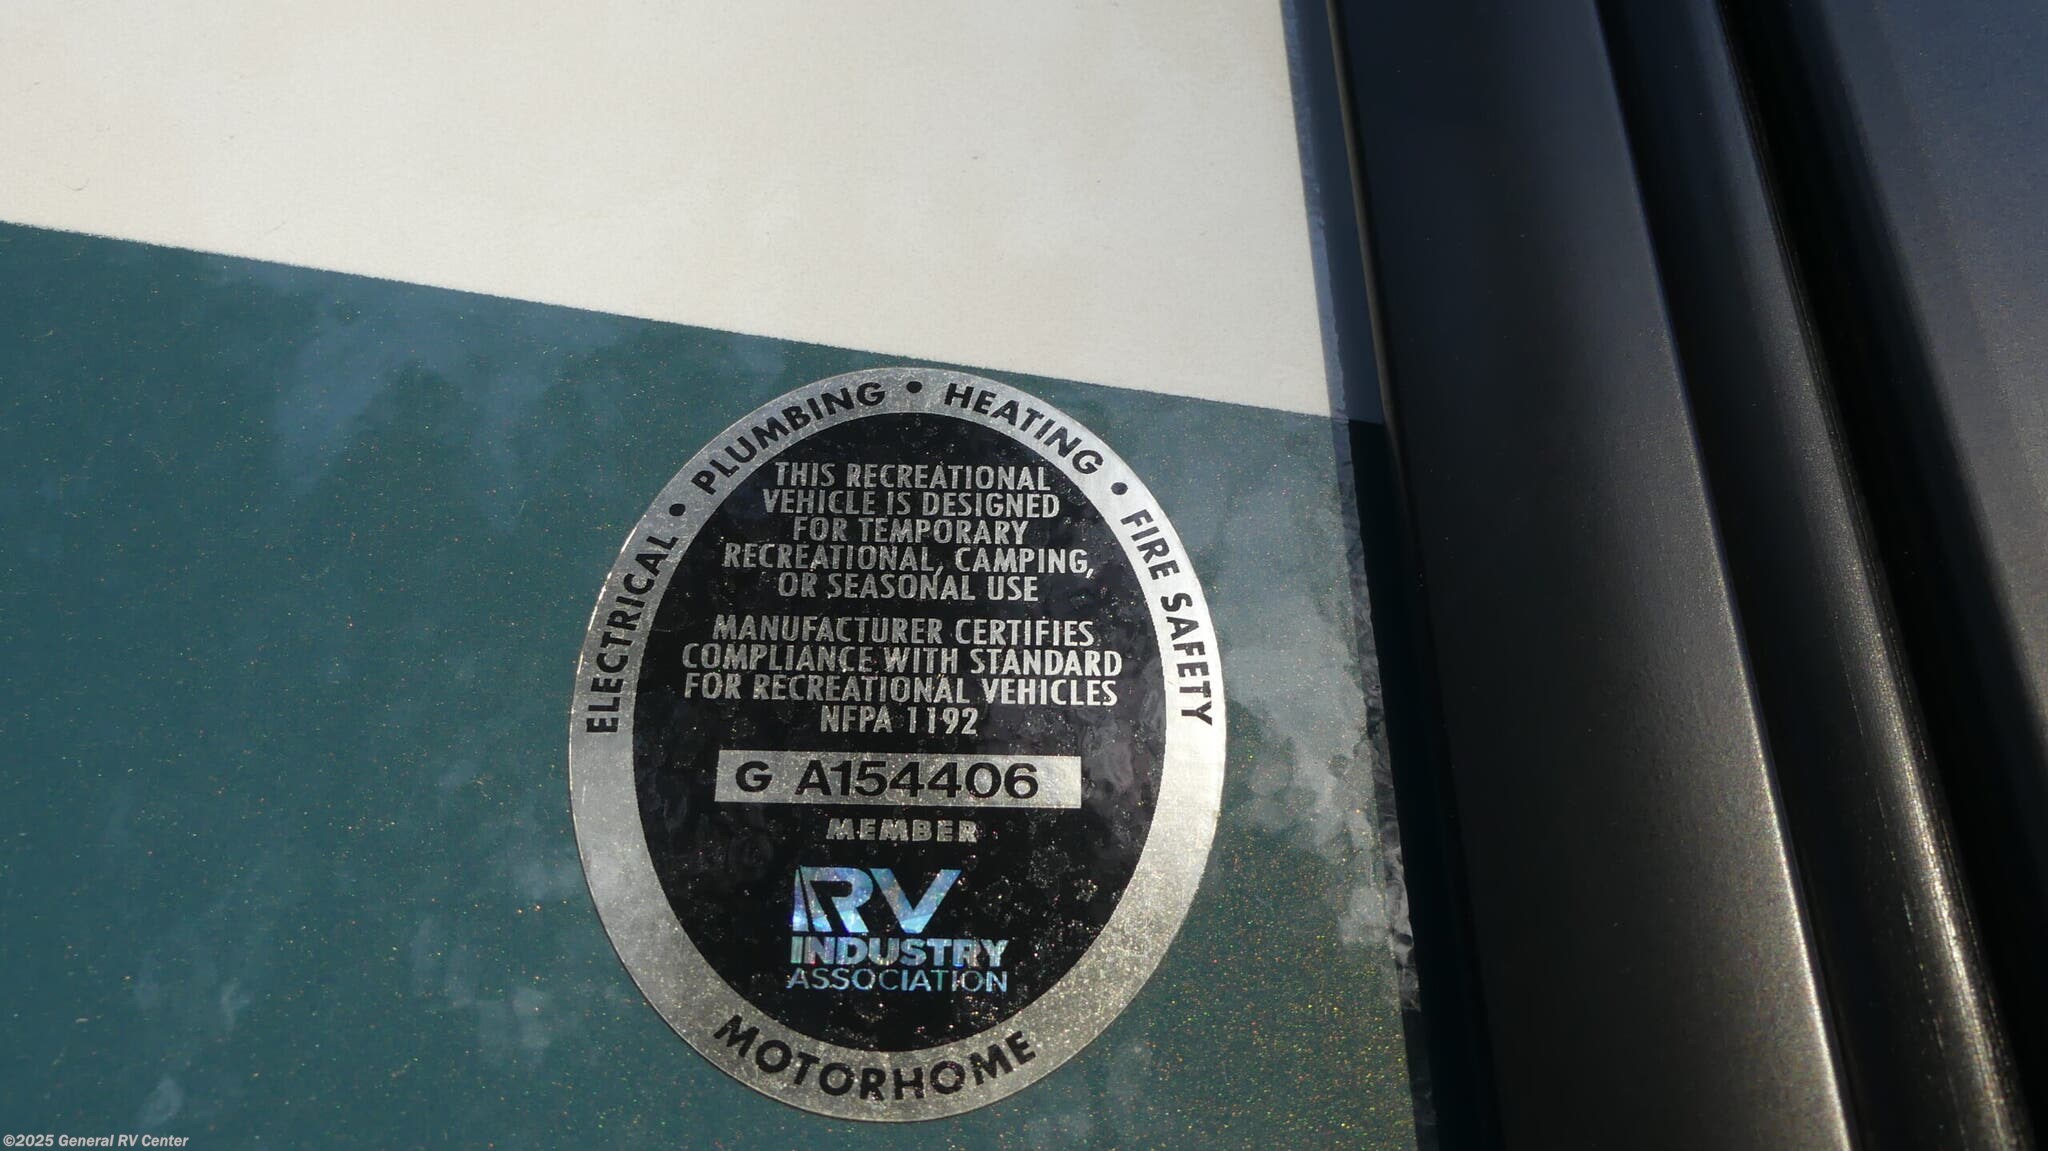 ELECTRICAL • PLUMBING • HEATING • FIRE SAFETY
THIS RECREATIONAL
VEHICLE IS DESIGNED
FOR TEMPORARY
RECREATIONAL, CAMPING,
OR SEASONAL USE
MANUFACTURER CERTIFIES
COMPLIANCE WITH STANDARD
FOR RECREATIONAL VEHICLES
NFPA 1192
G A154406
MEMBER
RV
INDUSTRY
ASSOCIATION
MOTORHOME
©2025 General RV Center